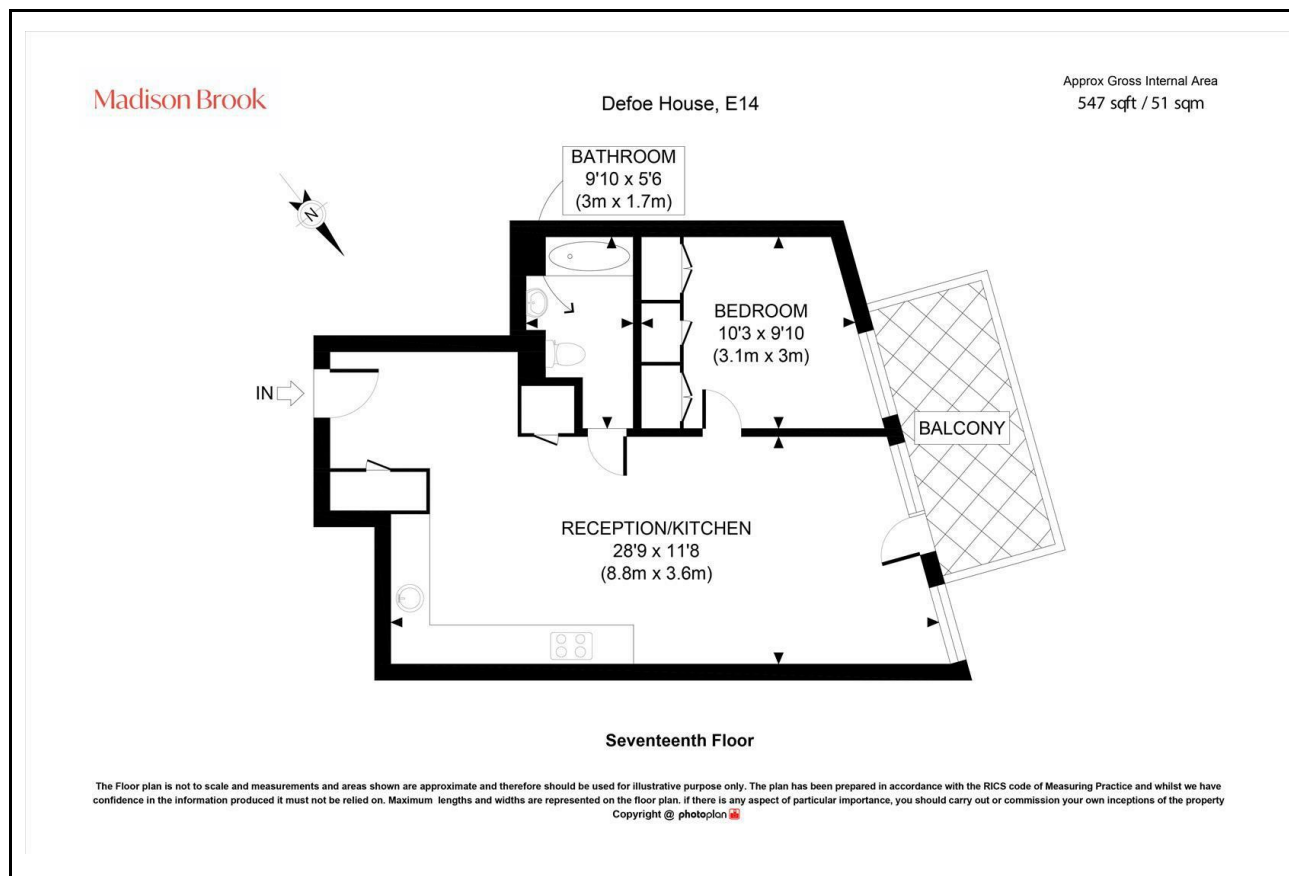 Madison Brook
Defoe House, E14
Approx Gross Internal Area
547 sqft / 51 sqm
BATHROOM
9'10 x 5'6
(3m x 1.7m)
N
BEDROOM
10'3 x 9'10
(3.1m x 3m)
IN
BALCONY
RECEPTION/KITCHEN
28'9 x 11'8
(8.8m x 3.6m)
Seventeenth Floor
The Floor plan is not to scale and measurements and areas shown are approximate and therefore should be used for illustrative purpose only. The plan has been prepared in accordance with the RICS code of Measuring Practice and whilst we have
confidence in the information produced it must not be relied on. Maximum lengths and widths are represented on the floor plan. if there is any aspect of particular importance, you should carry out or commission your own inceptions of the property
Copyright @ photoplan